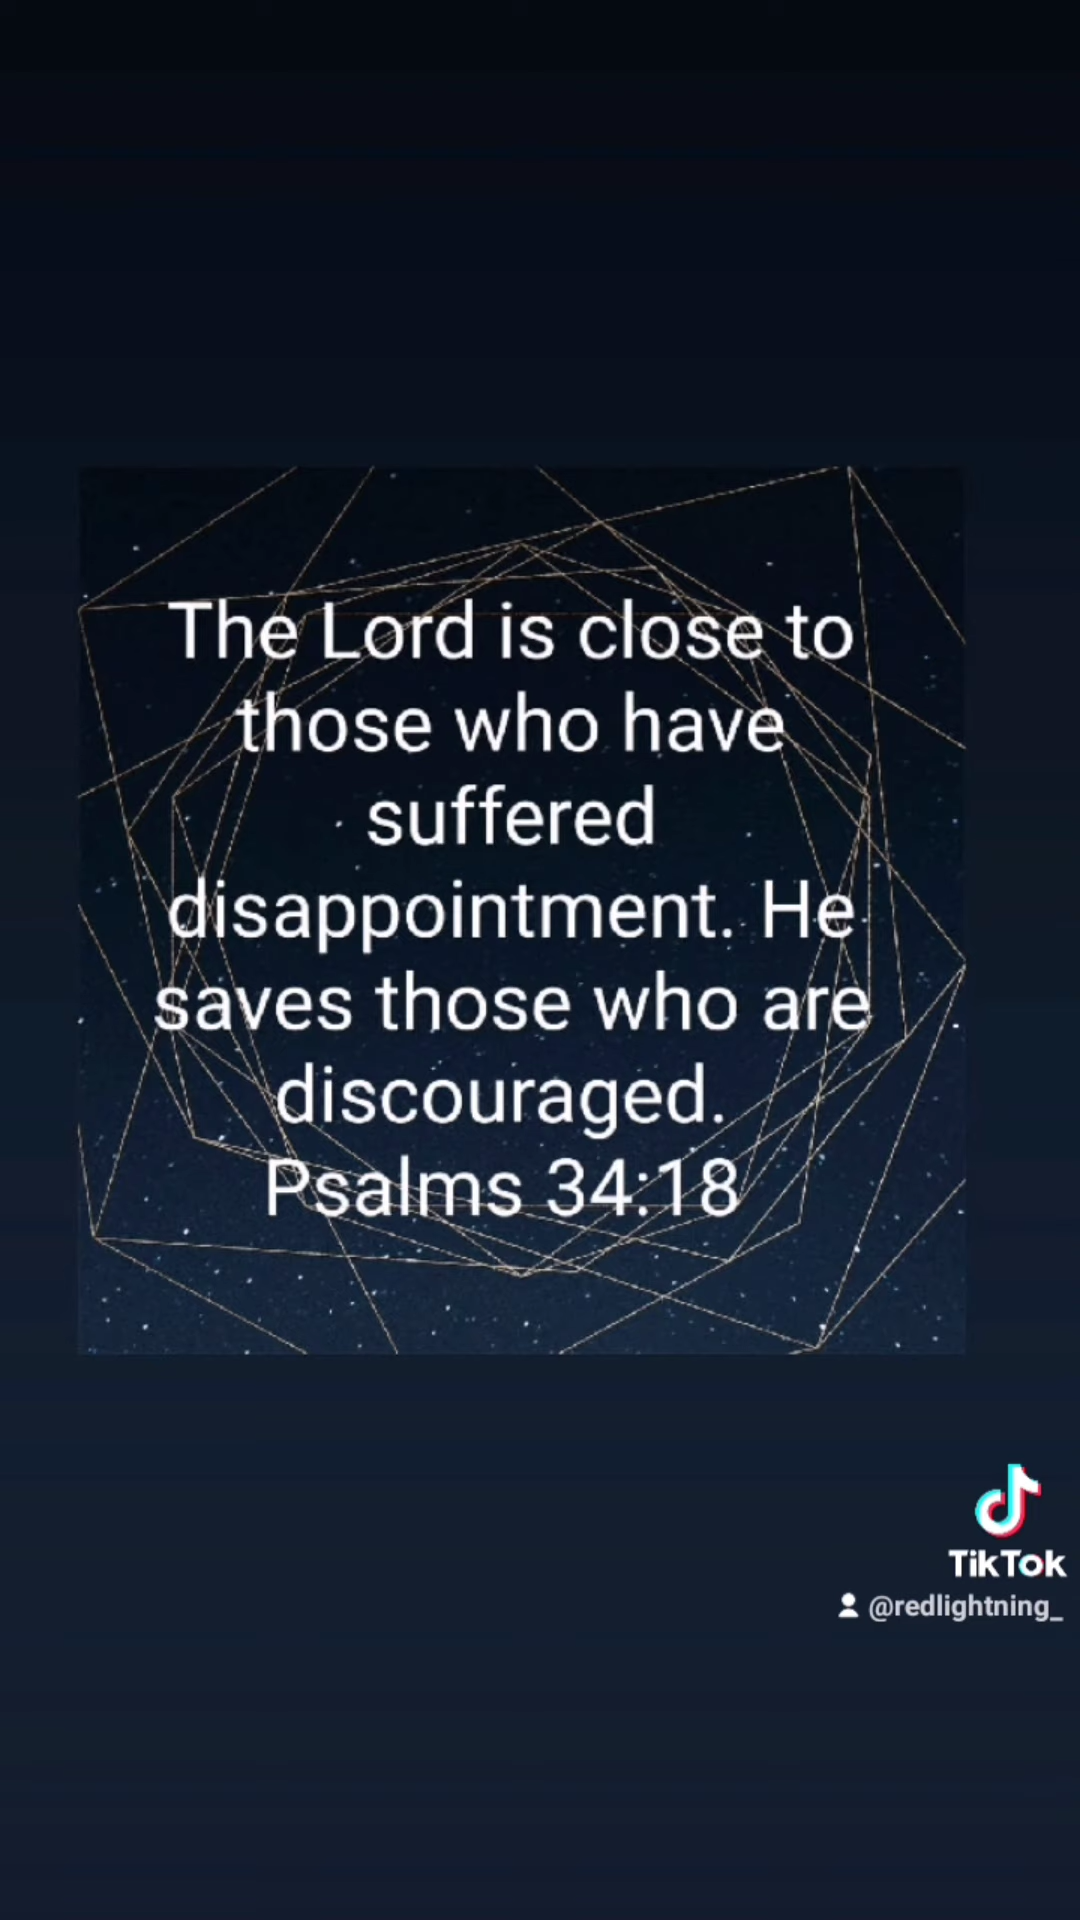 The Lord is close to
those who have
suffered
disappointment. He
saves those who are
discouraged.
Psalms 34:18
TikTok
@redlightning_